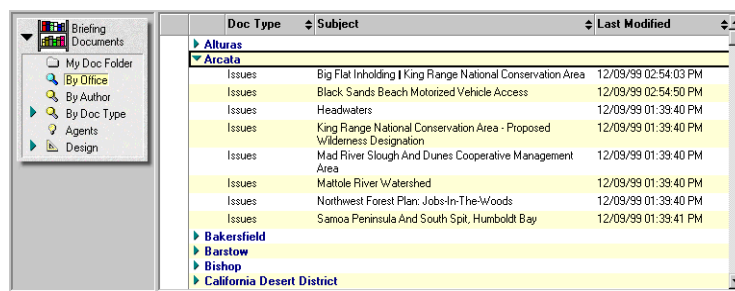 Briefing
Documents
My Doc Folder
By Office
By Author
By Doc Type
Agents
Design
Doc Type Subject Last Modified
Alturas
Arcata
Issues Big Flat Inholding | King Range National Conservation Area 12/09/99 02:54:03 PM
Issues Black Sands Beach Motorized Vehicle Access 12/09/99 02:54:50 PM
Issues Headwaters 12/09/99 01:39:40 PM
Issues King Range National Conservation Area - Proposed 12/09/99 01:39:40 PM
Wilderness Designation
Issues Mad River Slough And Dunes Cooperative Management 12/09/99 01:39:40 PM
Area
Issues Mattole River Watershed 12/09/99 01:39:40 PM
Issues Northwest Forest Plan: Jobs-In-The-Woods 12/09/99 01:39:40 PM
Issues Samoa Peninsula And South Spit, Humboldt Bay 12/09/99 01:39:41 PM
Bakersfield
Barstow
Bishop
California Desert District